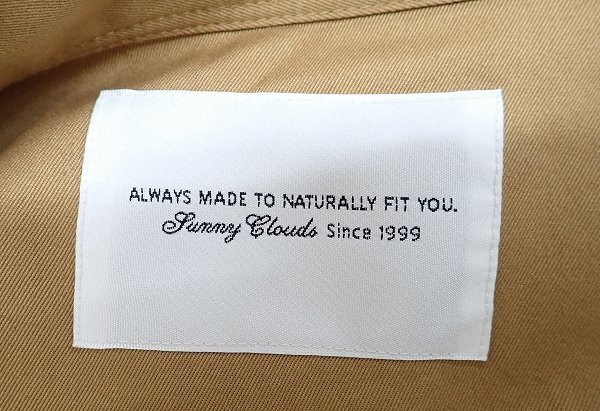 ALWAYS MADE TO NATURALLY FIT YOU.
Sunny Clouds Since 1999